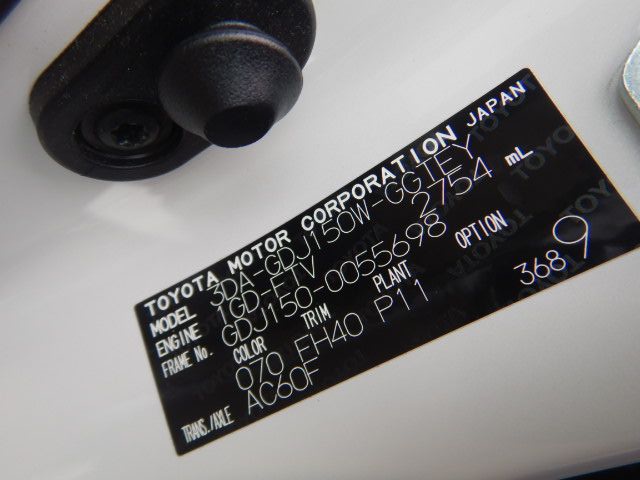 TOYOTA MOTOR CORPORATION JAPAN
MODEL 3DA-GDJ150W-GGTEY
ENGINE 1GD-FTV 2754 mL
FRAME No. GDJ150-0055698
COLOR TRIM PLANT OPTION
070 FH40 P11 368 9
TRANS./AXLE AC60F